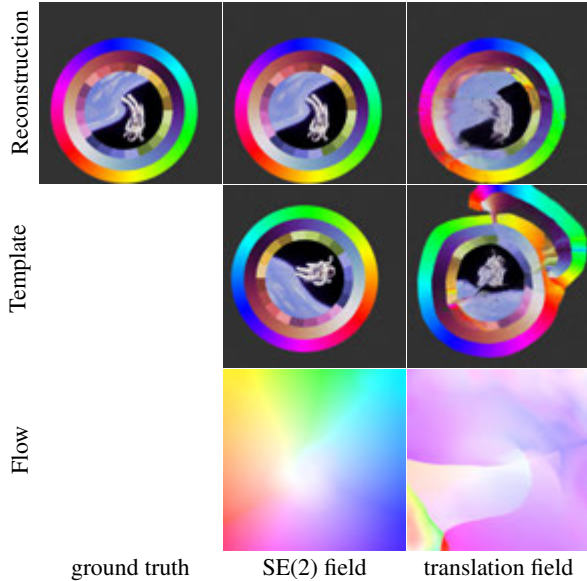 Reconstruction
Template
Flow
ground truth
SE(2) field
translation field